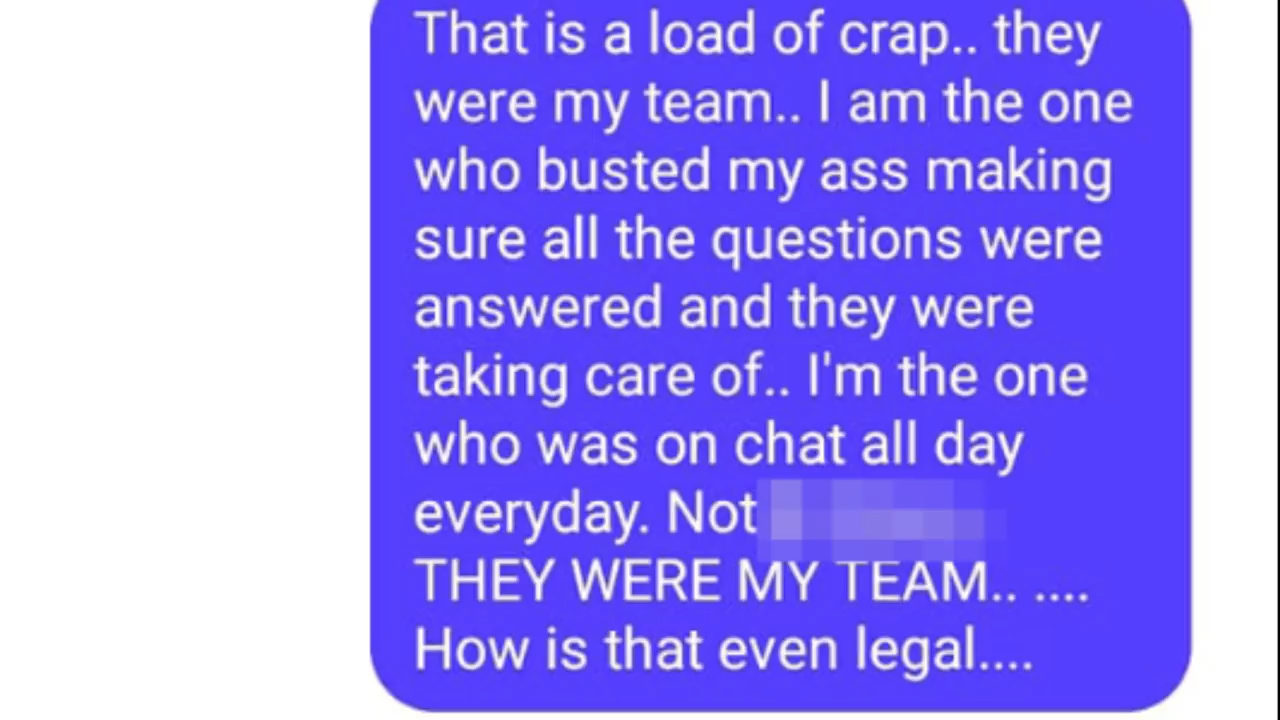 That is a load of crap.. they
were my team.. I am the one
who busted my ass making
sure all the questions were
answered and they were
taking care of.. I'm the one
who was on chat all day
everyday. Not
THEY WERE MY TEAM.. ....
How is that even legal....